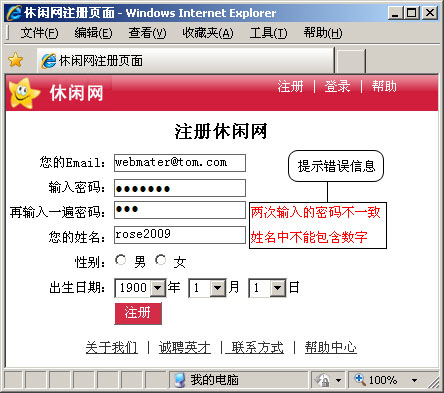 休闲网注册页面 - Windows Internet Explorer
文件(F) 编辑(E) 查看(V) 收藏夹(A) 工具(T) 帮助(H)
休闲网注册页面
休闲网 注册 | 登录 | 帮助
注册休闲网
您的Email: webmater@tom.com
提示错误信息
输入密码: ●●●●●●●
再输入一遍密码: ●●● 两次输入的密码不一致
您的姓名: rose2009 姓名中不能包含数字
性别: 男 女
出生日期: 1900 年 1 月 1 日
注册
关于我们 | 诚聘英才 | 联系方式 | 帮助中心
我的电脑 100%